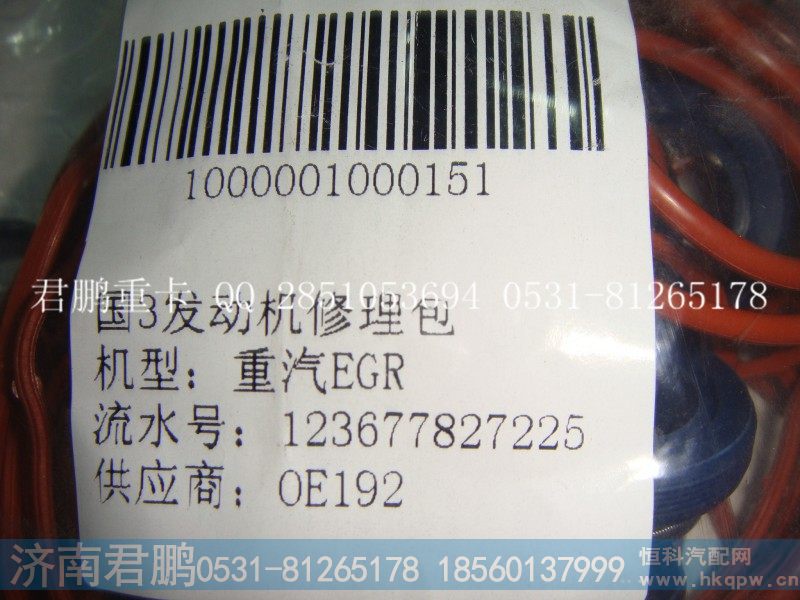 1000001000151
君鹏重卡 QQ 2851053694 0531-81265178
国3发动机修理包
机型：重汽EGR
流水号：123677827225
供应商：OE192
济南君鹏0531-81265178 18560137999
恒科汽配网
www.hkqpw.cn